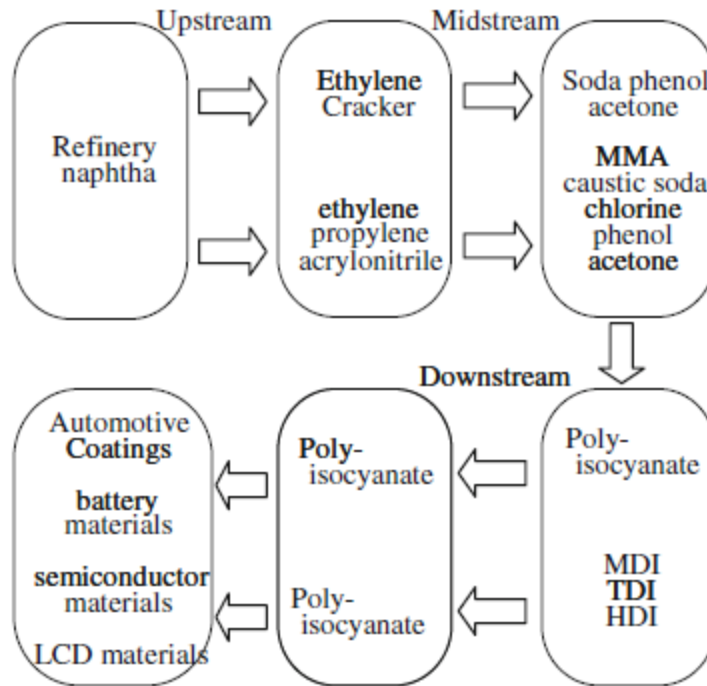 Upstream
Midstream
Refinery
naphtha
Ethylene
Cracker
ethylene
propylene
acrylonitrile
Soda phenol
acetone
MMA
caustic soda
chlorine
phenol
acetone
Downstream
Poly-
isocyanate
MDI
TDI
HDI
Poly-
isocyanate
Poly-
isocyanate
Automotive
Coatings
battery
materials
semiconductor
materials
LCD materials